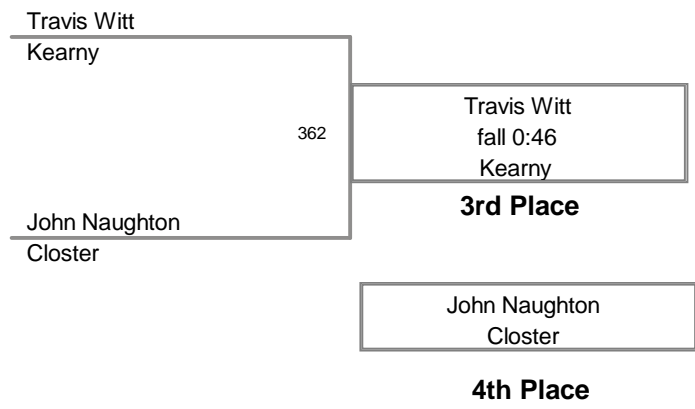 Travis Witt
Kearny
362
Travis Witt
fall 0:46
Kearny
3rd Place
John Naughton
Closter
John Naughton
Closter
4th Place